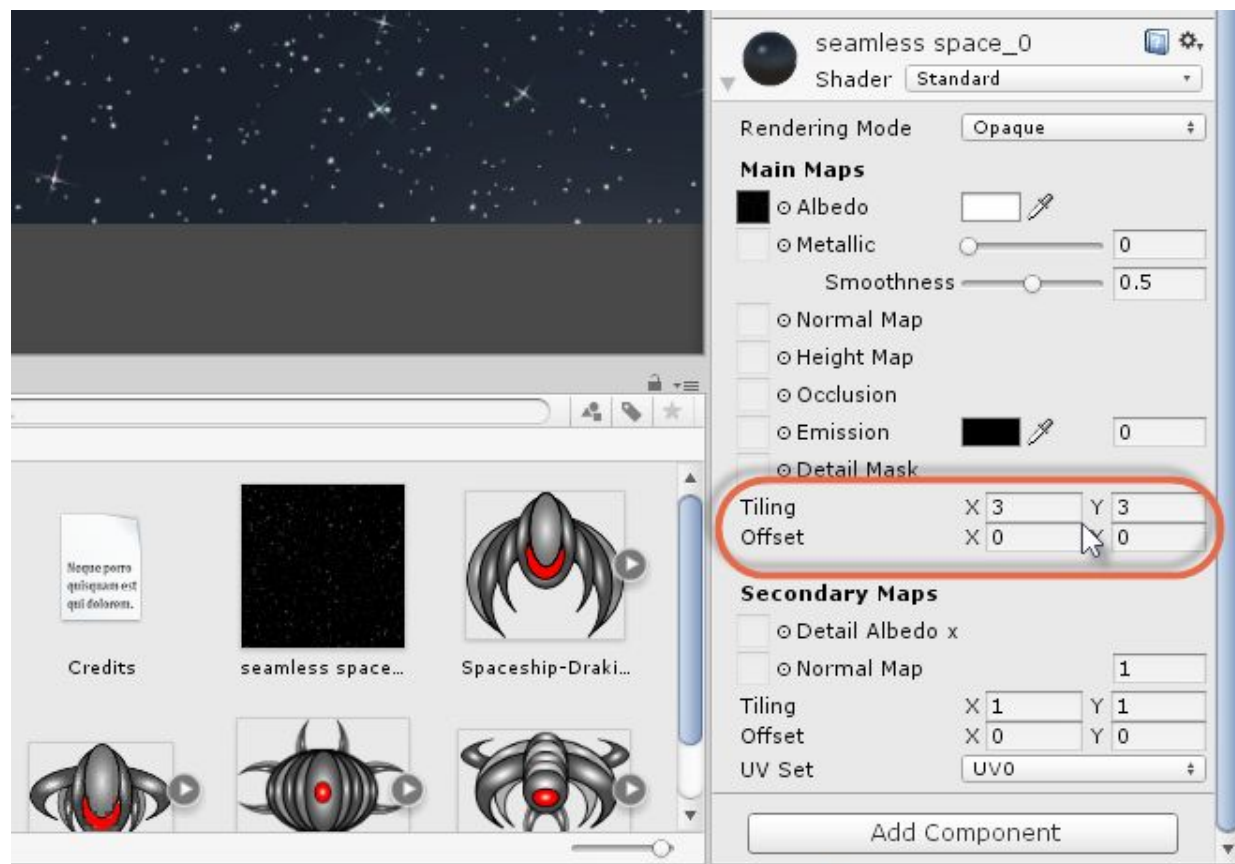 seamless space_0
Shader Standard
Rendering Mode Opaque
Main Maps
Albedo
Metallic 0
Smoothness 0.5
Normal Map
Height Map
Occlusion
Emission 0
Detail Mask
Tiling X 3 Y 3
Offset X 0 Y 0
Secondary Maps
Detail Albedo x
Normal Map 1
Tiling X 1 Y 1
Offset X 0 Y 0
UV Set UV0
Add Component
Neque porro
quisquam est
qui dolorem.
Credits
seamless space...
Spaceship-Draki...